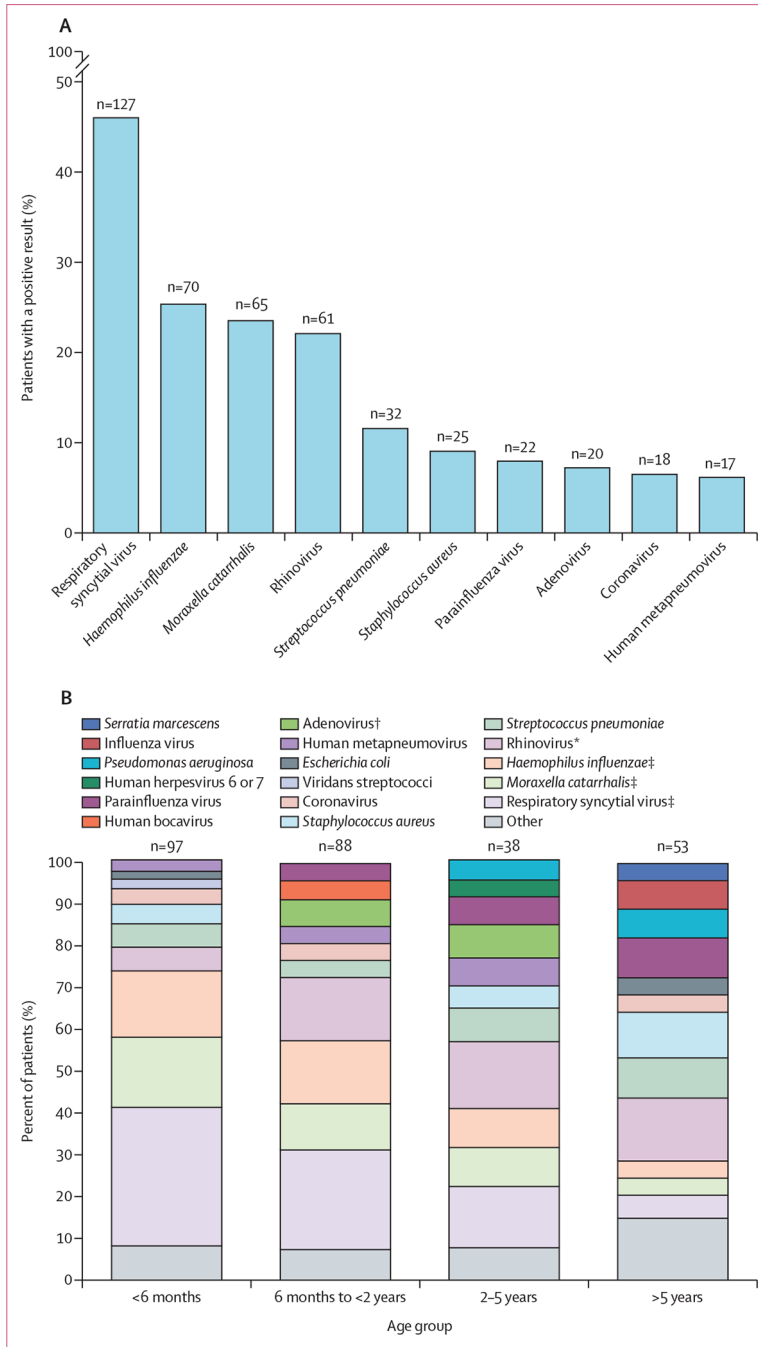 A
Patients with a positive result (%)
100
50
40
30
20
10
0
n=127
n=70
n=65
n=61
n=32
n=25
n=22
n=20
n=18
n=17
Respiratory
syncytial virus
Haemophilus influenzae
Moraxella catarrhalis
Rhinovirus
Streptococcus pneumoniae
Staphylococcus aureus
Parainfluenza virus
Adenovirus
Coronavirus
Human metapneumovirus
B
Serratia marcescens
Influenza virus
Pseudomonas aeruginosa
Human herpesvirus 6 or 7
Parainfluenza virus
Human bocavirus
Adenovirus†
Human metapneumovirus
Escherichia coli
Viridans streptococci
Coronavirus
Staphylococcus aureus
Streptococcus pneumoniae
Rhinovirus*
Haemophilus influenzae‡
Moraxella catarrhalis‡
Respiratory syncytial virus‡
Other
Percent of patients (%)
100
90
80
70
60
50
40
30
20
10
0
n=97
n=88
n=38
n=53
<6 months
6 months to <2 years
2–5 years
>5 years
Age group